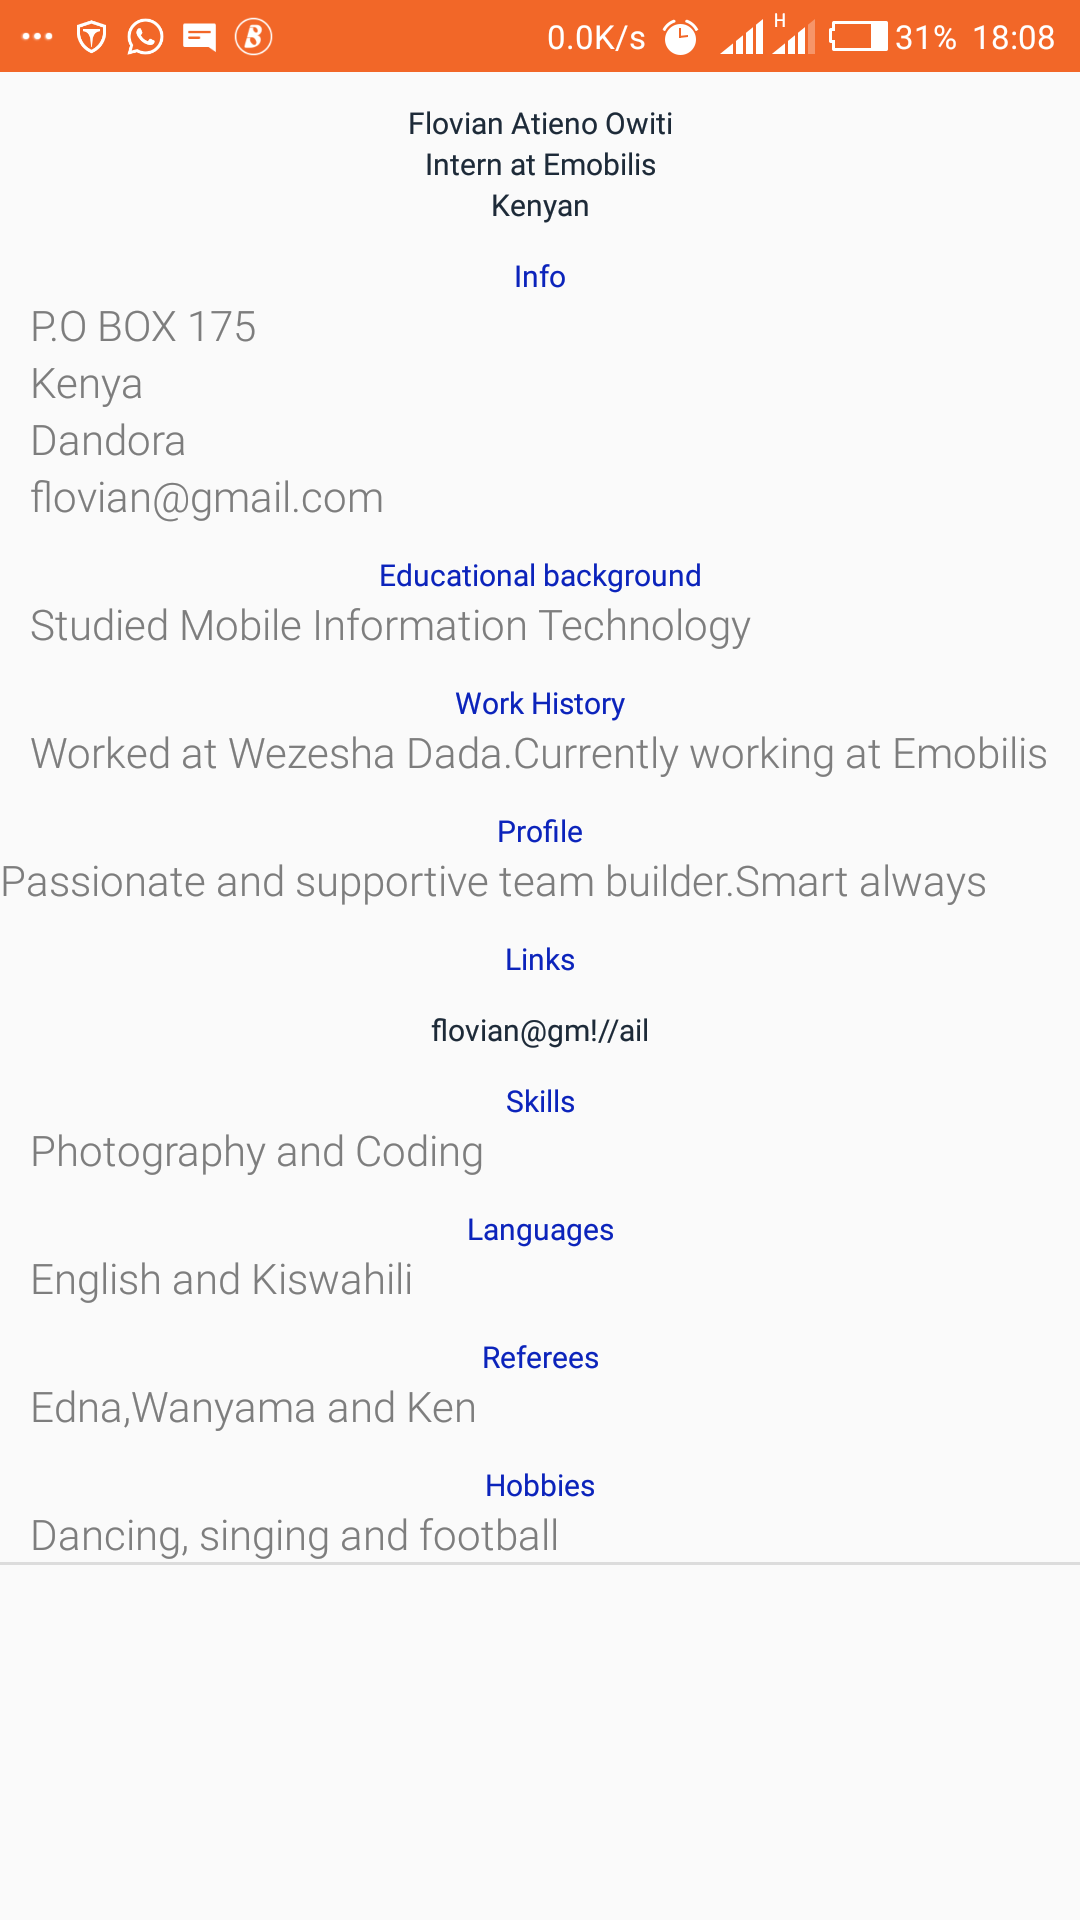 0.0K/s H 31% 18:08
Flovian Atieno Owiti
Intern at Emobilis
Kenyan
Info
P.O BOX 175
Kenya
Dandora
flovian@gmail.com
Educational background
Studied Mobile Information Technology
Work History
Worked at Wezesha Dada.Currently working at Emobilis
Profile
Passionate and supportive team builder.Smart always
Links
flovian@gm!//ail
Skills
Photography and Coding
Languages
English and Kiswahili
Referees
Edna,Wanyama and Ken
Hobbies
Dancing, singing and football